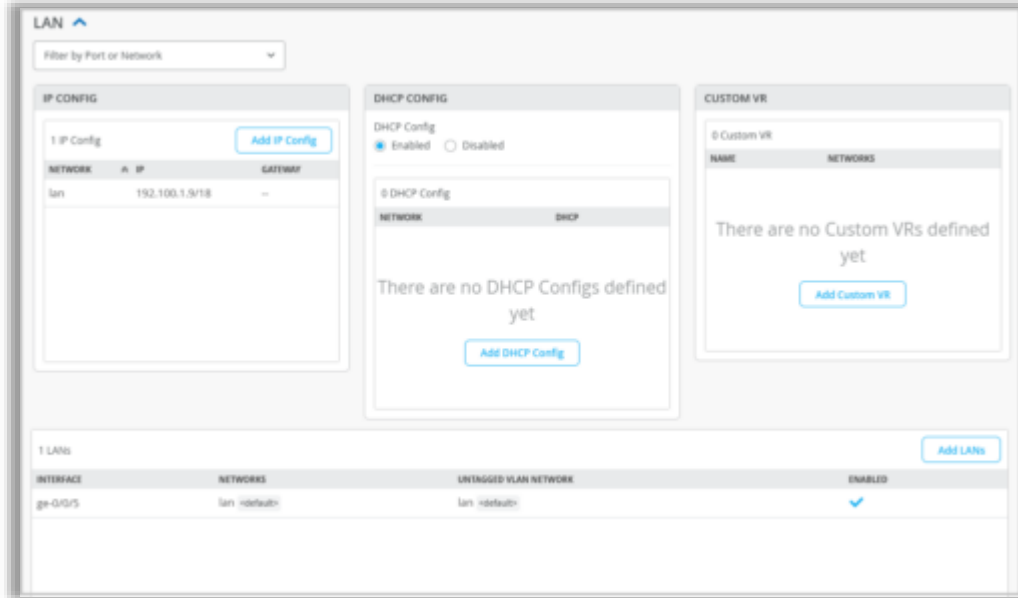 LAN
Filter by Port or Network
IP CONFIG
1 IP Config
Add IP Config
NETWORK IP GATEWAY
lan 192.100.1.9/18 --
DHCP CONFIG
DHCP Config
Enabled Disabled
0 DHCP Config
NETWORK DHCP
There are no DHCP Configs defined
yet
Add DHCP Config
CUSTOM VR
0 Custom VR
NAME NETWORKS
There are no Custom VRs defined
yet
Add Custom VR
1 LANs
Add LANs
INTERFACE NETWORKS UNTAGGED VLAN NETWORK ENABLED
ge-0/0/5 lan <default> lan <default>